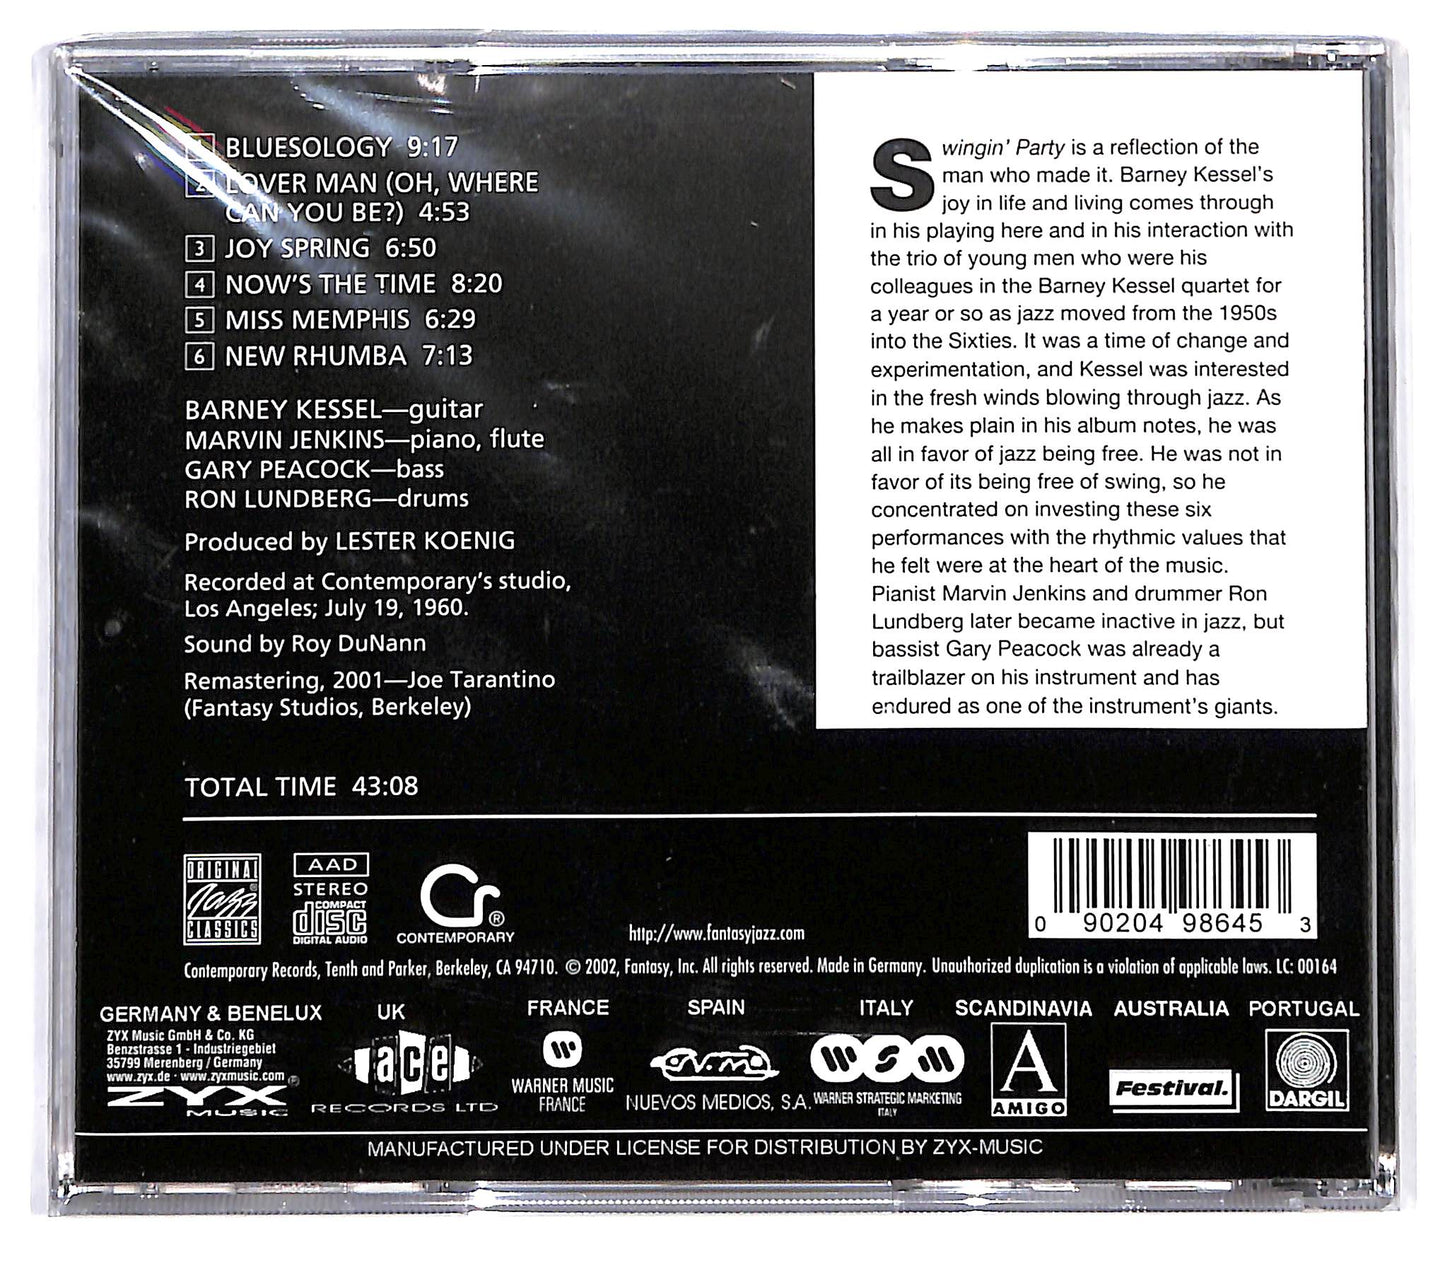 1 BLUESOLOGY 9:17
2 LOVER MAN (OH, WHERE
CAN YOU BE?) 4:53
3 JOY SPRING 6:50
4 NOW'S THE TIME 8:20
5 MISS MEMPHIS 6:29
6 NEW RHUMBA 7:13
BARNEY KESSEL—guitar
MARVIN JENKINS—piano, flute
GARY PEACOCK—bass
RON LUNDBERG—drums
Produced by LESTER KOENIG
Recorded at Contemporary's studio,
Los Angeles; July 19, 1960.
Sound by Roy DuNann
Remastering, 2001—Joe Tarantino
(Fantasy Studios, Berkeley)
TOTAL TIME 43:08
Swingin' Party is a reflection of the
man who made it. Barney Kessel's
joy in life and living comes through
in his playing here and in his interaction with
the trio of young men who were his
colleagues in the Barney Kessel quartet for
a year or so as jazz moved from the 1950s
into the Sixties. It was a time of change and
experimentation, and Kessel was interested
in the fresh winds blowing through jazz. As
he makes plain in his album notes, he was
all in favor of jazz being free. He was not in
favor of its being free of swing, so he
concentrated on investing these six
performances with the rhythmic values that
he felt were at the heart of the music.
Pianist Marvin Jenkins and drummer Ron
Lundberg later became inactive in jazz, but
bassist Gary Peacock was already a
trailblazer on his instrument and has
endured as one of the instrument's giants.
ORIGINAL
Jazz®
CLASSICS
AAD
STEREO
COMPACT
disc
DIGITAL AUDIO
Cr®
CONTEMPORARY
http://www.fantasyjazz.com
0 90204 98645 3
Contemporary Records, Tenth and Parker, Berkeley, CA 94710. © 2002, Fantasy, Inc. All rights reserved. Made in Germany. Unauthorized duplication is a violation of applicable laws. LC: 00164
GERMANY & BENELUX
ZYX Music GmbH & Co. KG
Benzstrasse 1 - Industriegebiet
35799 Merenberg / Germany
www.zyx.de · www.zyxmusic.com
ZYX®
MUSIC
UK
ace
RECORDS LTD
FRANCE
WARNER MUSIC
FRANCE
SPAIN
n.m.
NUEVOS MEDIOS, S.A.
ITALY
WSM
WARNER STRATEGIC MARKETING
ITALY
SCANDINAVIA
A
AMIGO
AUSTRALIA
Festival.
PORTUGAL
DARGIL
MANUFACTURED UNDER LICENSE FOR DISTRIBUTION BY ZYX-MUSIC